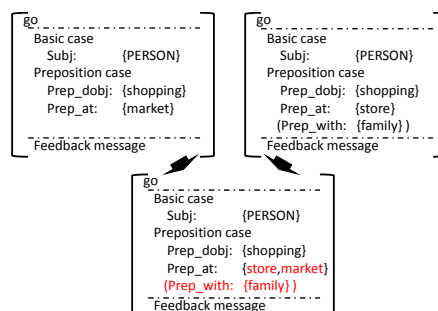 go
Basic case
Subj: {PERSON}
Preposition case
Prep_dobj: {shopping}
Prep_at: {market}
Feedback message
go
Basic case
Subj: {PERSON}
Preposition case
Prep_dobj: {shopping}
Prep_at: {store}
(Prep_with: {family} )
Feedback message
go
Basic case
Subj: {PERSON}
Preposition case
Prep_dobj: {shopping}
Prep_at: {store,market}
(Prep_with: {family} )
Feedback message